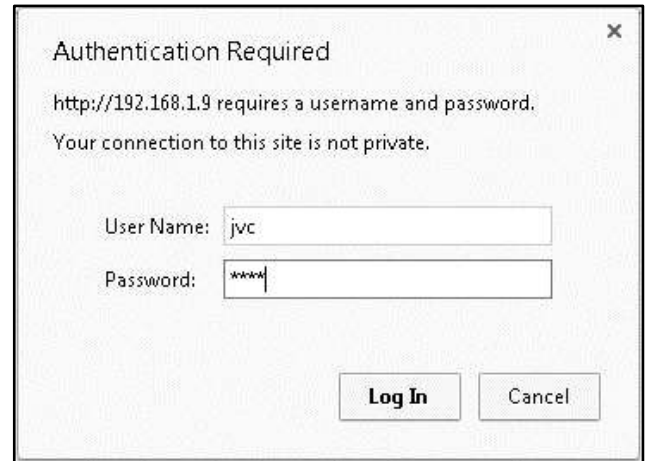 Authentication Required
http://192.168.1.9 requires a username and password.
Your connection to this site is not private.
User Name: jvc
Password: ****
Log In Cancel